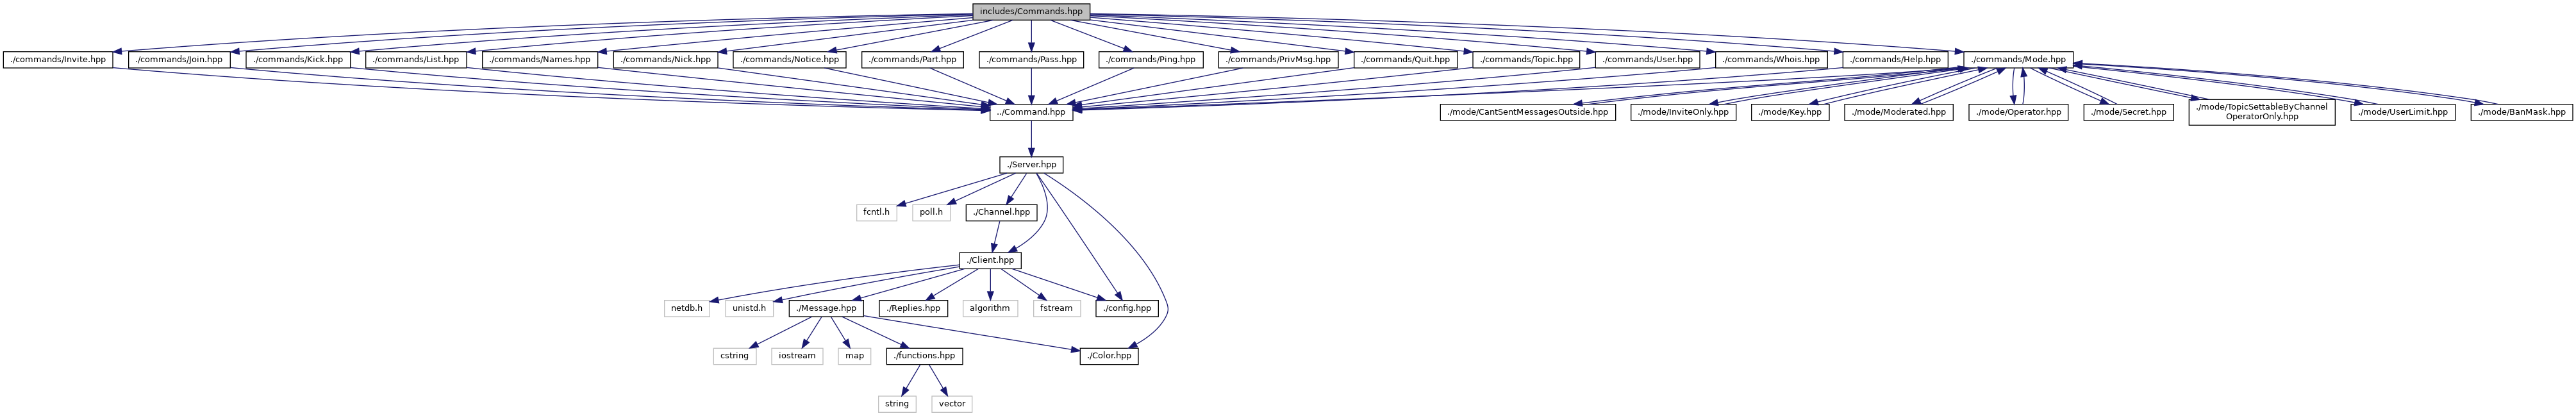 includes/Commands.hpp
./commands/Invite.hpp
./commands/Join.hpp
./commands/Kick.hpp
./commands/List.hpp
./commands/Names.hpp
./commands/Nick.hpp
./commands/Notice.hpp
./commands/Part.hpp
./commands/Pass.hpp
./commands/Ping.hpp
./commands/PrivMsg.hpp
./commands/Quit.hpp
./commands/Topic.hpp
./commands/User.hpp
./commands/Whois.hpp
./commands/Help.hpp
./commands/Mode.hpp
../Command.hpp
./mode/CantSentMessagesOutside.hpp
./mode/InviteOnly.hpp
./mode/Key.hpp
./mode/Moderated.hpp
./mode/Operator.hpp
./mode/Secret.hpp
./mode/TopicSettableByChannel
OperatorOnly.hpp
./mode/UserLimit.hpp
./mode/BanMask.hpp
./Server.hpp
fcntl.h
poll.h
./Channel.hpp
./Client.hpp
netdb.h
unistd.h
./Message.hpp
./Replies.hpp
algorithm
fstream
./config.hpp
cstring
iostream
map
./functions.hpp
./Color.hpp
string
vector